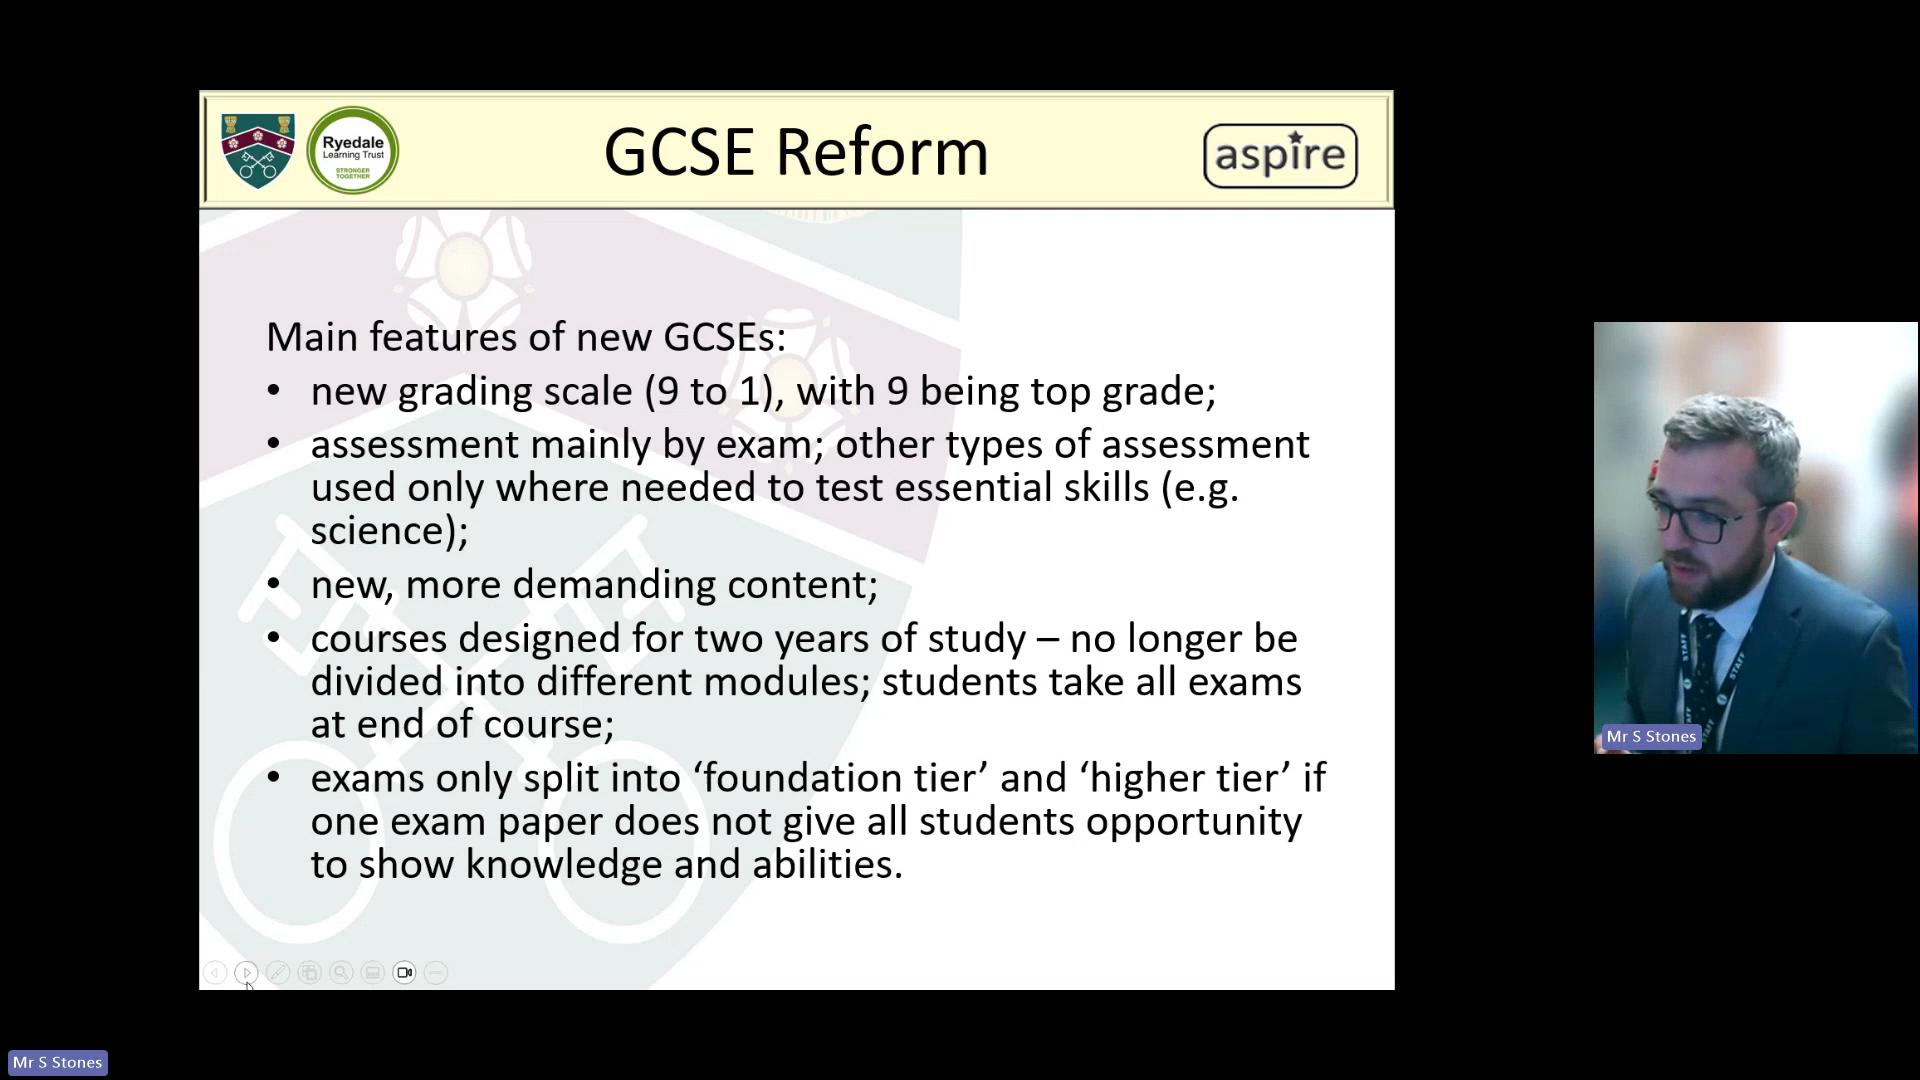 Ryedale
Learning Trust
STRONGER
TOGETHER
GCSE Reform
aspire
Main features of new GCSEs:
• new grading scale (9 to 1), with 9 being top grade;
• assessment mainly by exam; other types of assessment
used only where needed to test essential skills (e.g.
science);
• new, more demanding content;
• courses designed for two years of study – no longer be
divided into different modules; students take all exams
at end of course;
• exams only split into ‘foundation tier’ and ‘higher tier’ if
one exam paper does not give all students opportunity
to show knowledge and abilities.
STAFF
STAFF
STAFF
STAFF
Mr S Stones
Mr S Stones